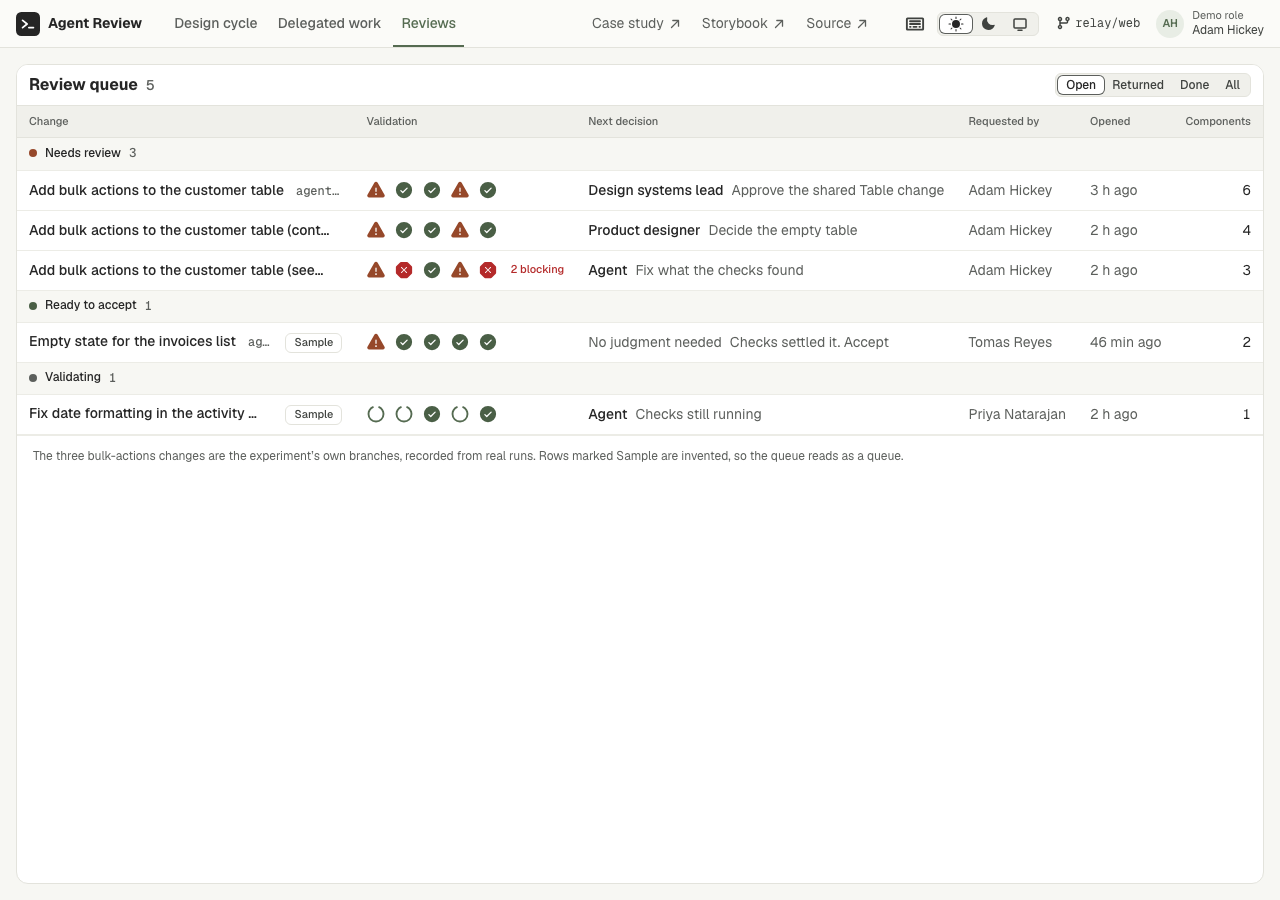 Agent Review Design cycle Delegated work Reviews Case study ↗ Storybook ↗ Source ↗ relay/web AH Demo role
Adam Hickey
Review queue 5 Open Returned Done All
Change Validation Next decision Requested by Opened Components
Needs review 3
Add bulk actions to the customer table agent… Design systems lead Approve the shared Table change Adam Hickey 3 h ago 6
Add bulk actions to the customer table (cont… Product designer Decide the empty table Adam Hickey 2 h ago 4
Add bulk actions to the customer table (see… 2 blocking Agent Fix what the checks found Adam Hickey 2 h ago 3
Ready to accept 1
Empty state for the invoices list ag… Sample No judgment needed Checks settled it. Accept Tomas Reyes 46 min ago 2
Validating 1
Fix date formatting in the activity … Sample Agent Checks still running Priya Natarajan 2 h ago 1
The three bulk-actions changes are the experiment's own branches, recorded from real runs. Rows marked Sample are invented, so the queue reads as a queue.